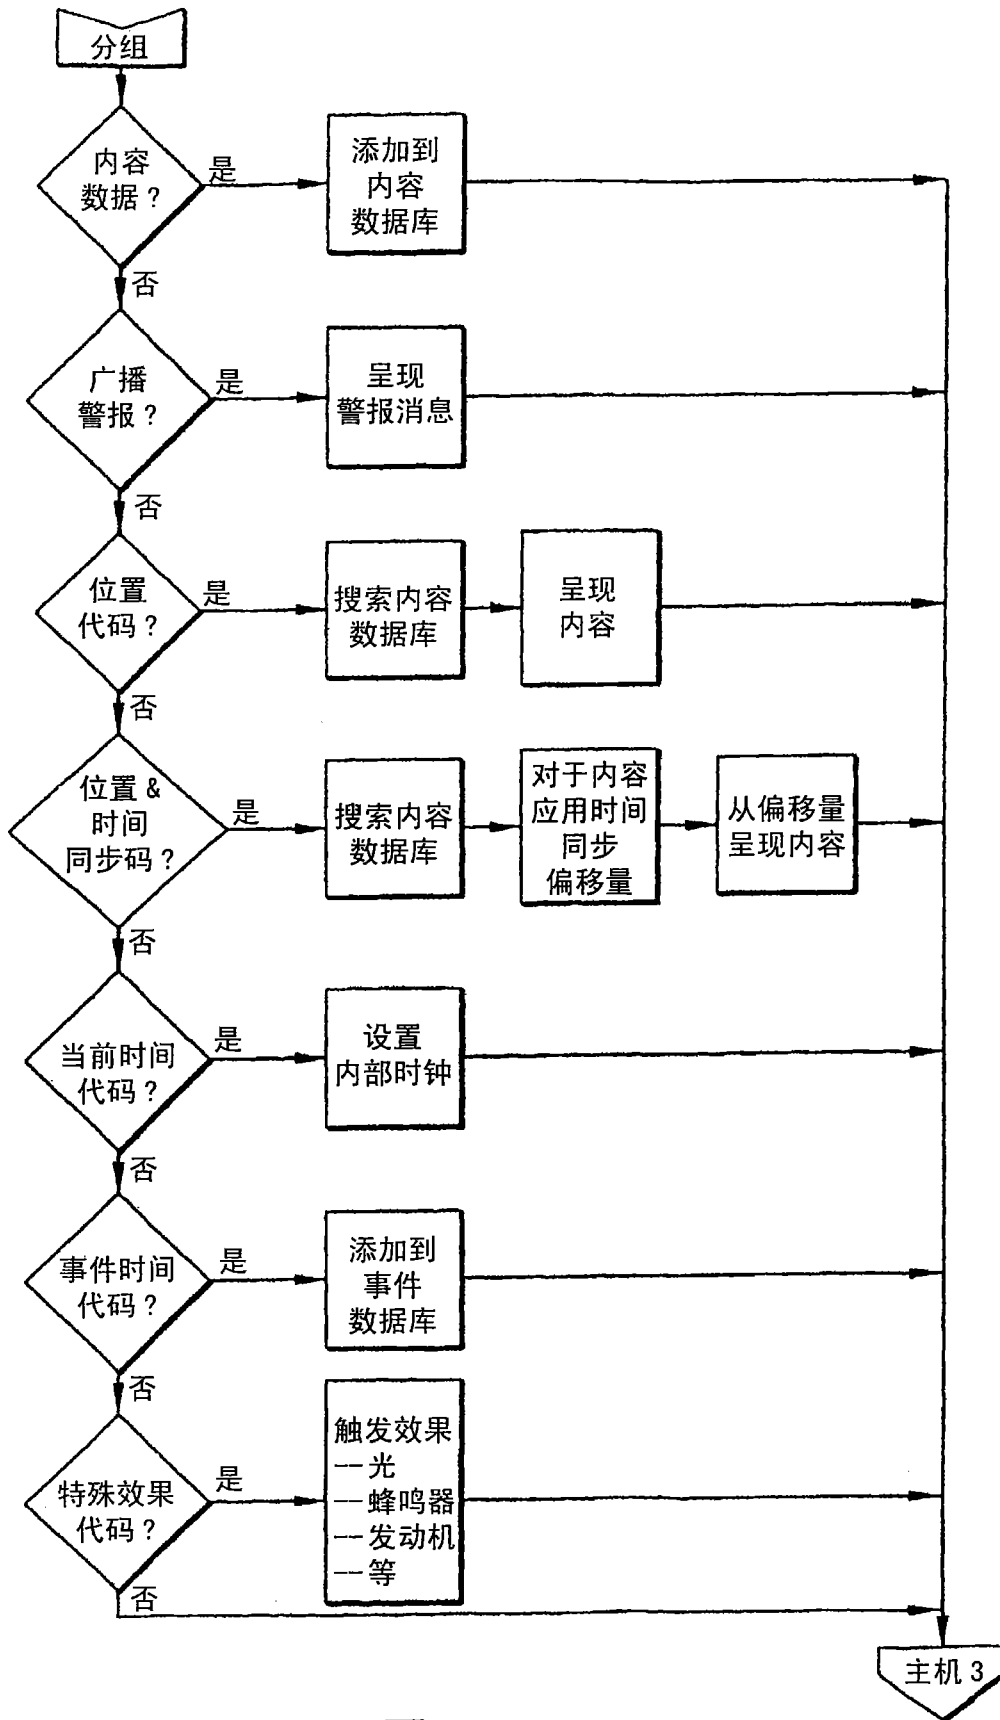 分组
内容
数据？
是
添加到
内容
数据库
否
广播
警报？
是
呈现
警报消息
否
位置
代码？
是
搜索内容
数据库
呈现
内容
否
位置 &
时间
同步码？
是
搜索内容
数据库
对于内容
应用时间
同步
偏移量
从偏移量
呈现内容
否
当前时间
代码？
是
设置
内部时钟
否
事件时间
代码？
是
添加到
事件
数据库
否
特殊效果
代码？
是
触发效果
--光
--蜂鸣器
--发动机
--等
否
主机 3